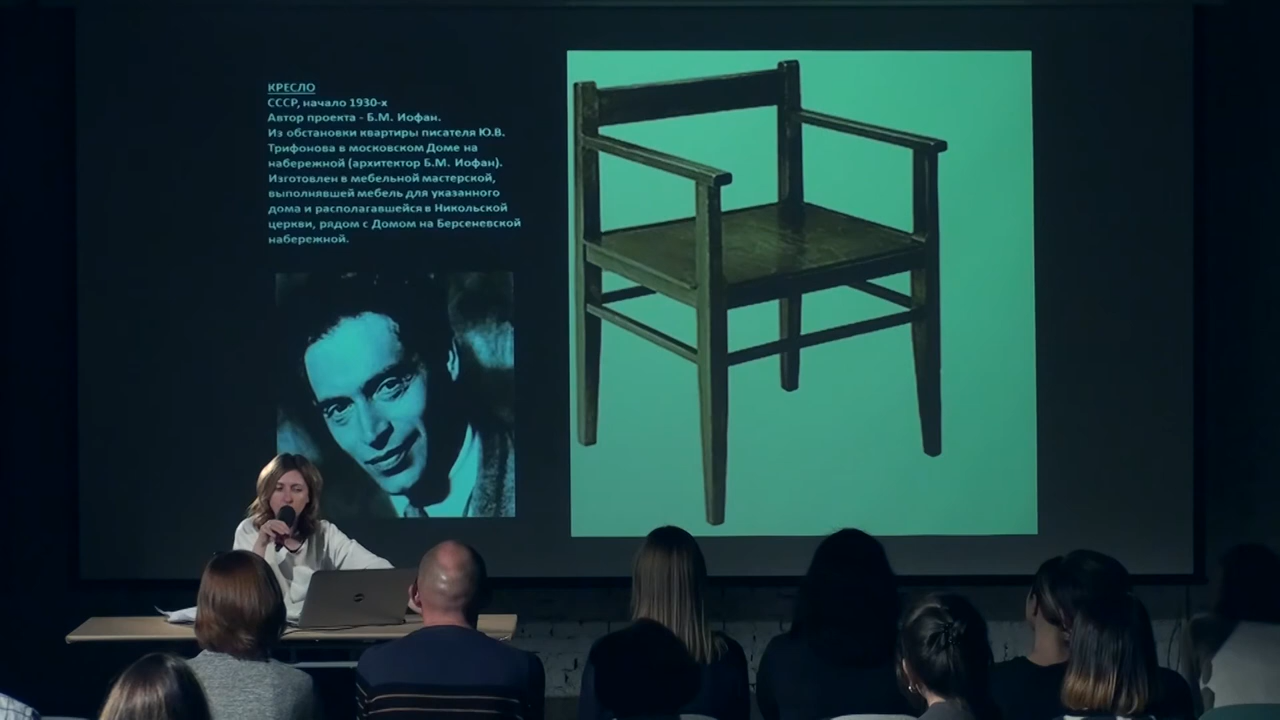 КРЕСЛО
СССР, начало 1930-х
Автор проекта - Б.М. Иофан.
Из обстановки квартиры писателя Ю.В.
Трифонова в московском Доме на
набережной (архитектор Б.М. Иофан).
Изготовлен в мебельной мастерской,
выполнявшей мебель для указанного
дома и располагавшейся в Никольской
церкви, рядом с Домом на Берсеневской
набережной.